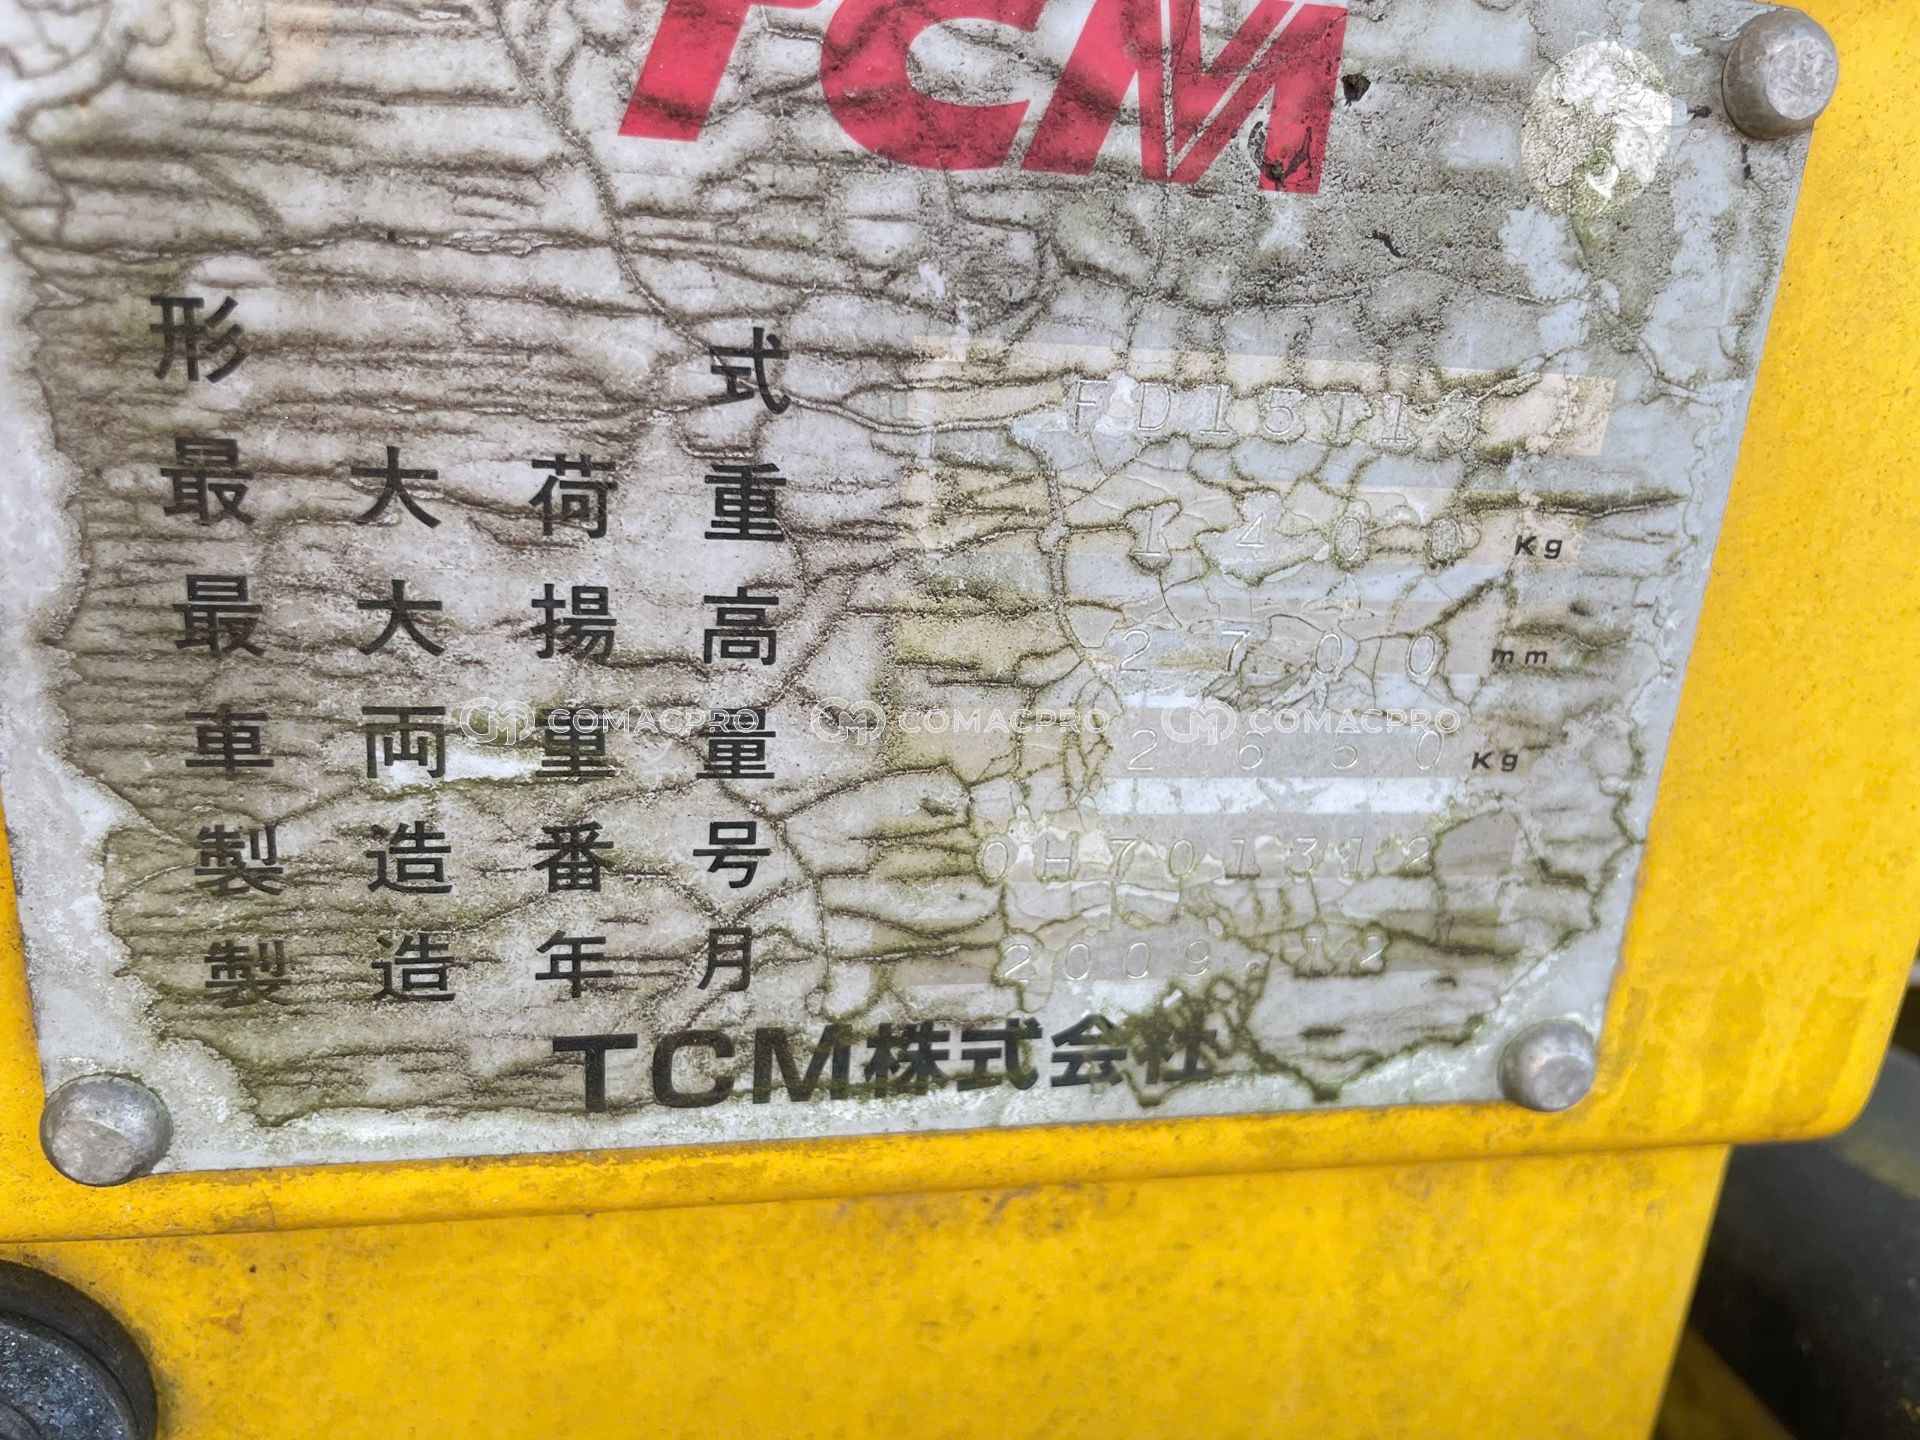 TCM
形式 FD15T13
最大荷重 1400 Kg
最大揚高 2700 mm
車両重量 2630 Kg
COMACPRO COMACPRO COMACPRO
製造番号 0H701312
製造年月 2009.12
TCM株式会社